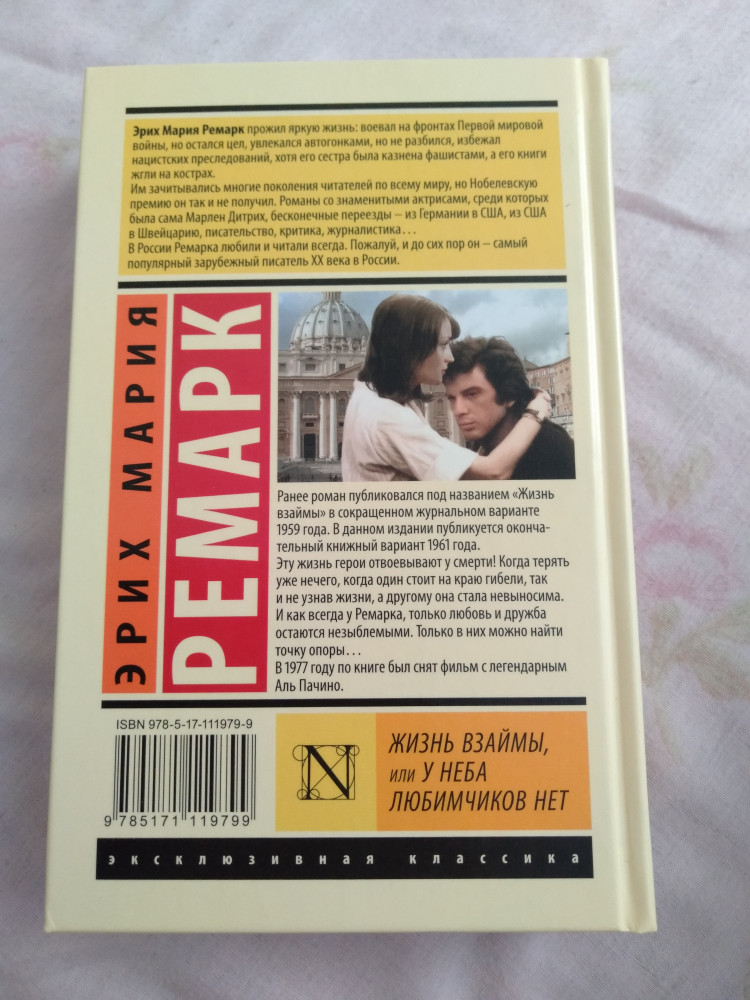 Эрих Мария Ремарк прожил яркую жизнь: воевал на фронтах Первой мировой
войны, но остался цел, увлекался автогонками, но не разбился, избежал
нацистских преследований, хотя его сестра была казнена фашистами, а его книги
жгли на кострах.
Им зачитывались многие поколения читателей по всему миру, но Нобелевскую
премию он так и не получил. Романы со знаменитыми актрисами, среди которых
была сама Марлен Дитрих, бесконечные переезды – из Германии в США, из США
в Швейцарию, писательство, критика, журналистика...
В России Ремарка любили и читали всегда. Пожалуй, и до сих пор он – самый
популярный зарубежный писатель XX века в России.
ЭРИХ МАРИЯ
РЕМАРК
Ранее роман публиковался под названием «Жизнь
взаймы» в сокращенном журнальном варианте
1959 года. В данном издании публикуется оконча-
тельный книжный вариант 1961 года.
Эту жизнь герои отвоевывают у смерти! Когда терять
уже нечего, когда один стоит на краю гибели, так
и не узнав жизни, а другому она стала невыносима.
И как всегда у Ремарка, только любовь и дружба
остаются незыблемыми. Только в них можно найти
точку опоры...
В 1977 году по книге был снят фильм с легендарным
Аль Пачино.
ISBN 978-5-17-111979-9
9 785171 119799
N
ЖИЗНЬ ВЗАЙМЫ,
или У НЕБА
ЛЮБИМЧИКОВ НЕТ
эксклюзивная классика